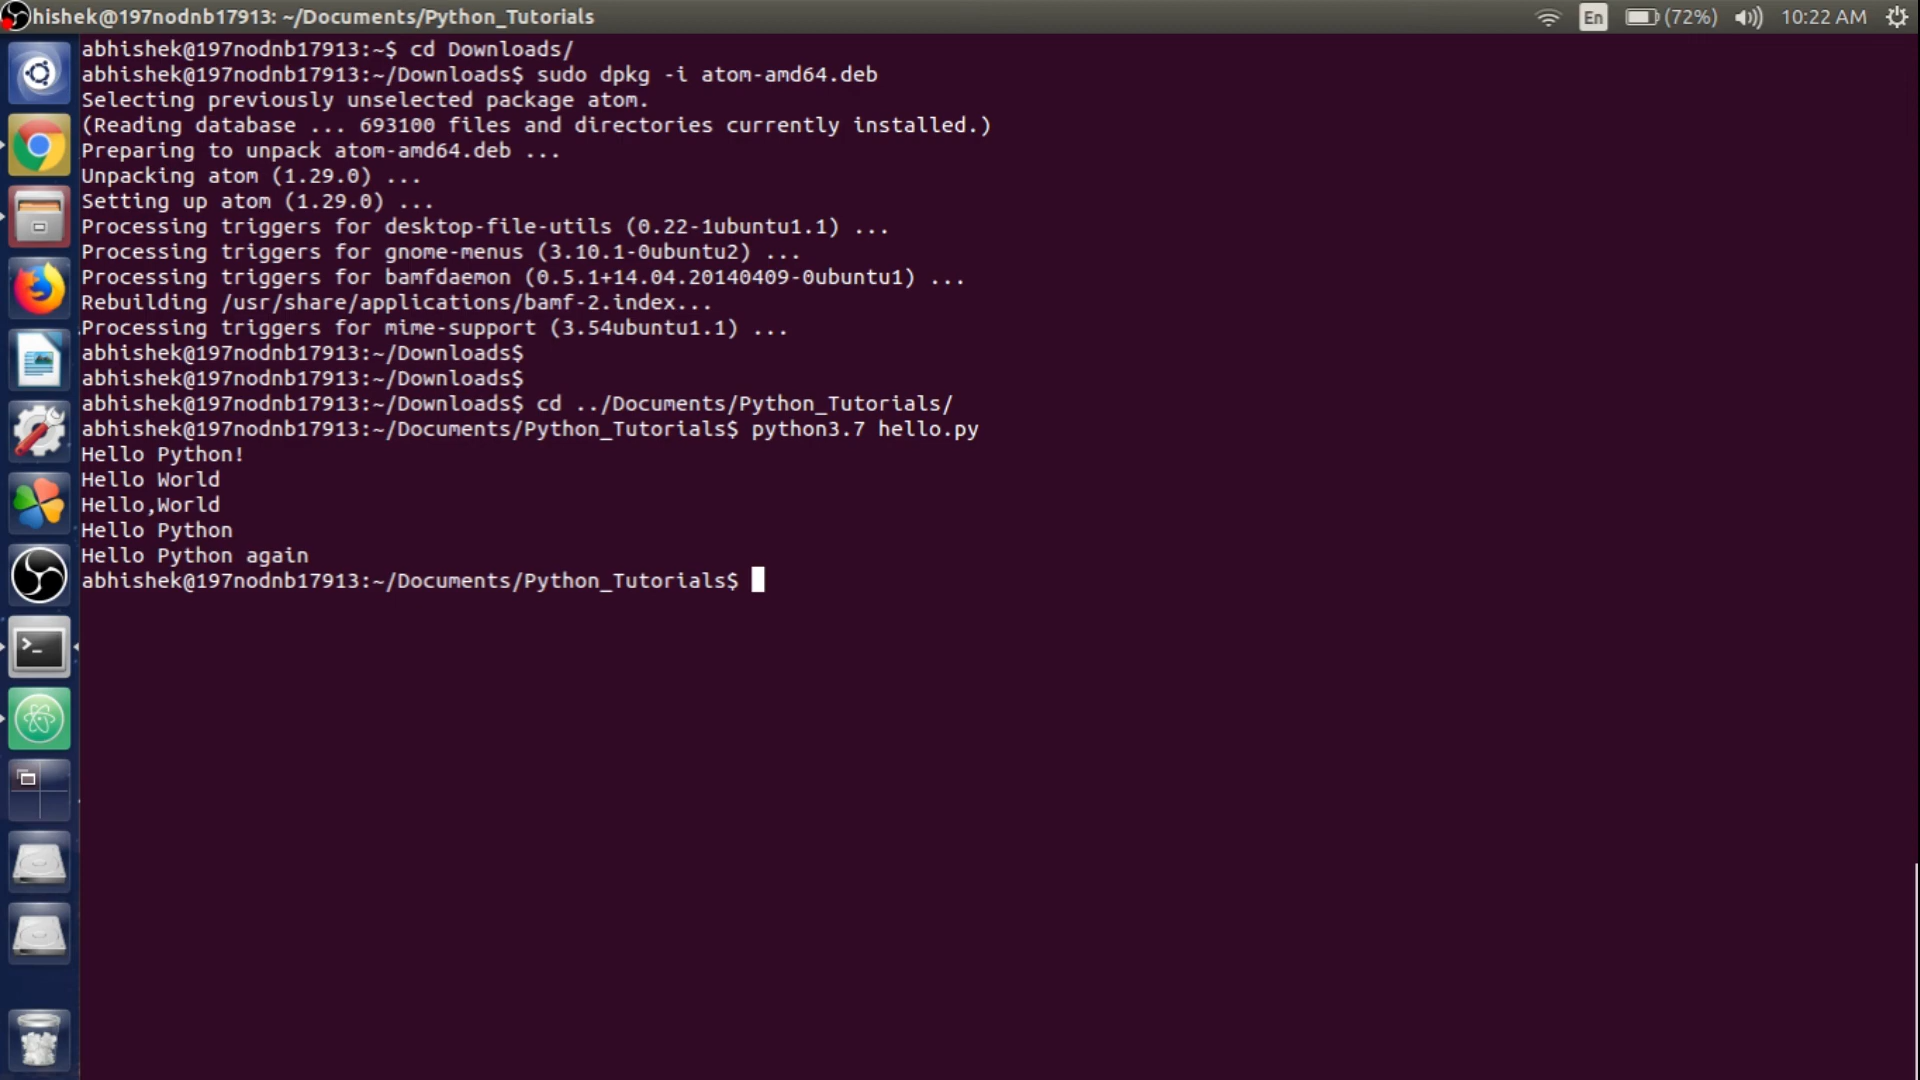 hishek@197nodnb17913: ~/Documents/Python_Tutorials
En
(72%)
10:22 AM
abhishek@197nodnb17913:~$ cd Downloads/
abhishek@197nodnb17913:~/Downloads$ sudo dpkg -i atom-amd64.deb
Selecting previously unselected package atom.
(Reading database ... 693100 files and directories currently installed.)
Preparing to unpack atom-amd64.deb ...
Unpacking atom (1.29.0) ...
Setting up atom (1.29.0) ...
Processing triggers for desktop-file-utils (0.22-1ubuntu1.1) ...
Processing triggers for gnome-menus (3.10.1-0ubuntu2) ...
Processing triggers for bamfdaemon (0.5.1+14.04.20140409-0ubuntu1) ...
Rebuilding /usr/share/applications/bamf-2.index...
Processing triggers for mime-support (3.54ubuntu1.1) ...
abhishek@197nodnb17913:~/Downloads$
abhishek@197nodnb17913:~/Downloads$
abhishek@197nodnb17913:~/Downloads$ cd ../Documents/Python_Tutorials/
abhishek@197nodnb17913:~/Documents/Python_Tutorials$ python3.7 hello.py
Hello Python!
Hello World
Hello,World
Hello Python
Hello Python again
abhishek@197nodnb17913:~/Documents/Python_Tutorials$